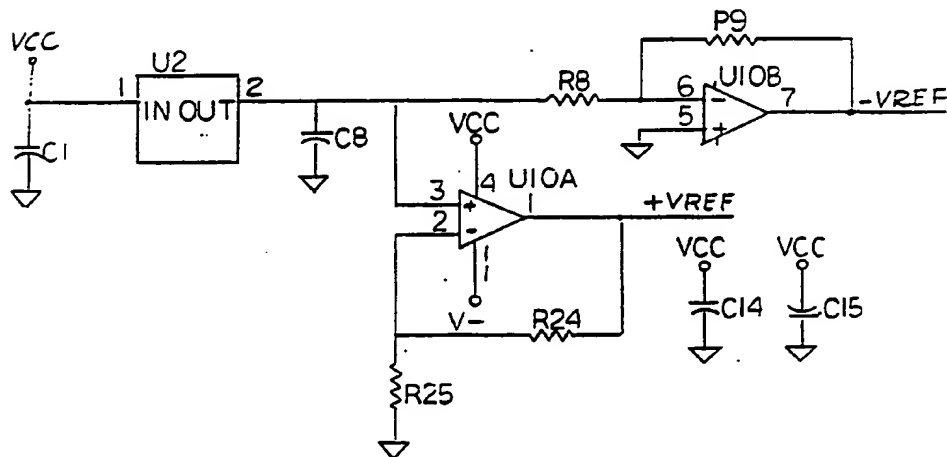 VCC
U2
1
IN OUT
2
C1
C8
R8
P9
U10B
6
-
5
+
7
-VREF
VCC
4
U10A
3
+
2
-
1
+VREF
11
V-
R24
R25
VCC
C14
VCC
C15